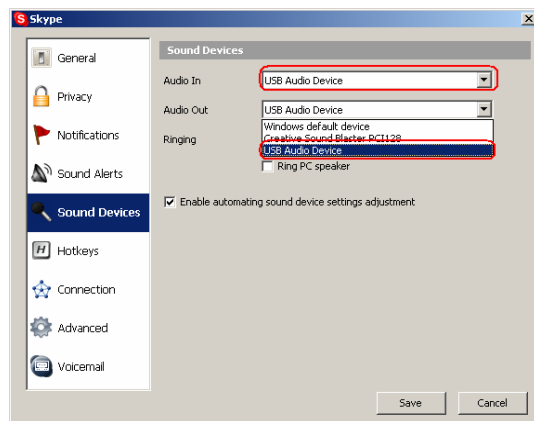 Skype
General
Privacy
Notifications
Sound Alerts
Sound Devices
Hotkeys
Connection
Advanced
Voicemail
Sound Devices
Audio In USB Audio Device
Audio Out USB Audio Device
Windows default device
Ringing Creative Sound Blaster PCI128
USB Audio Device
Ring PC speaker
Enable automating sound device settings adjustment
Save Cancel